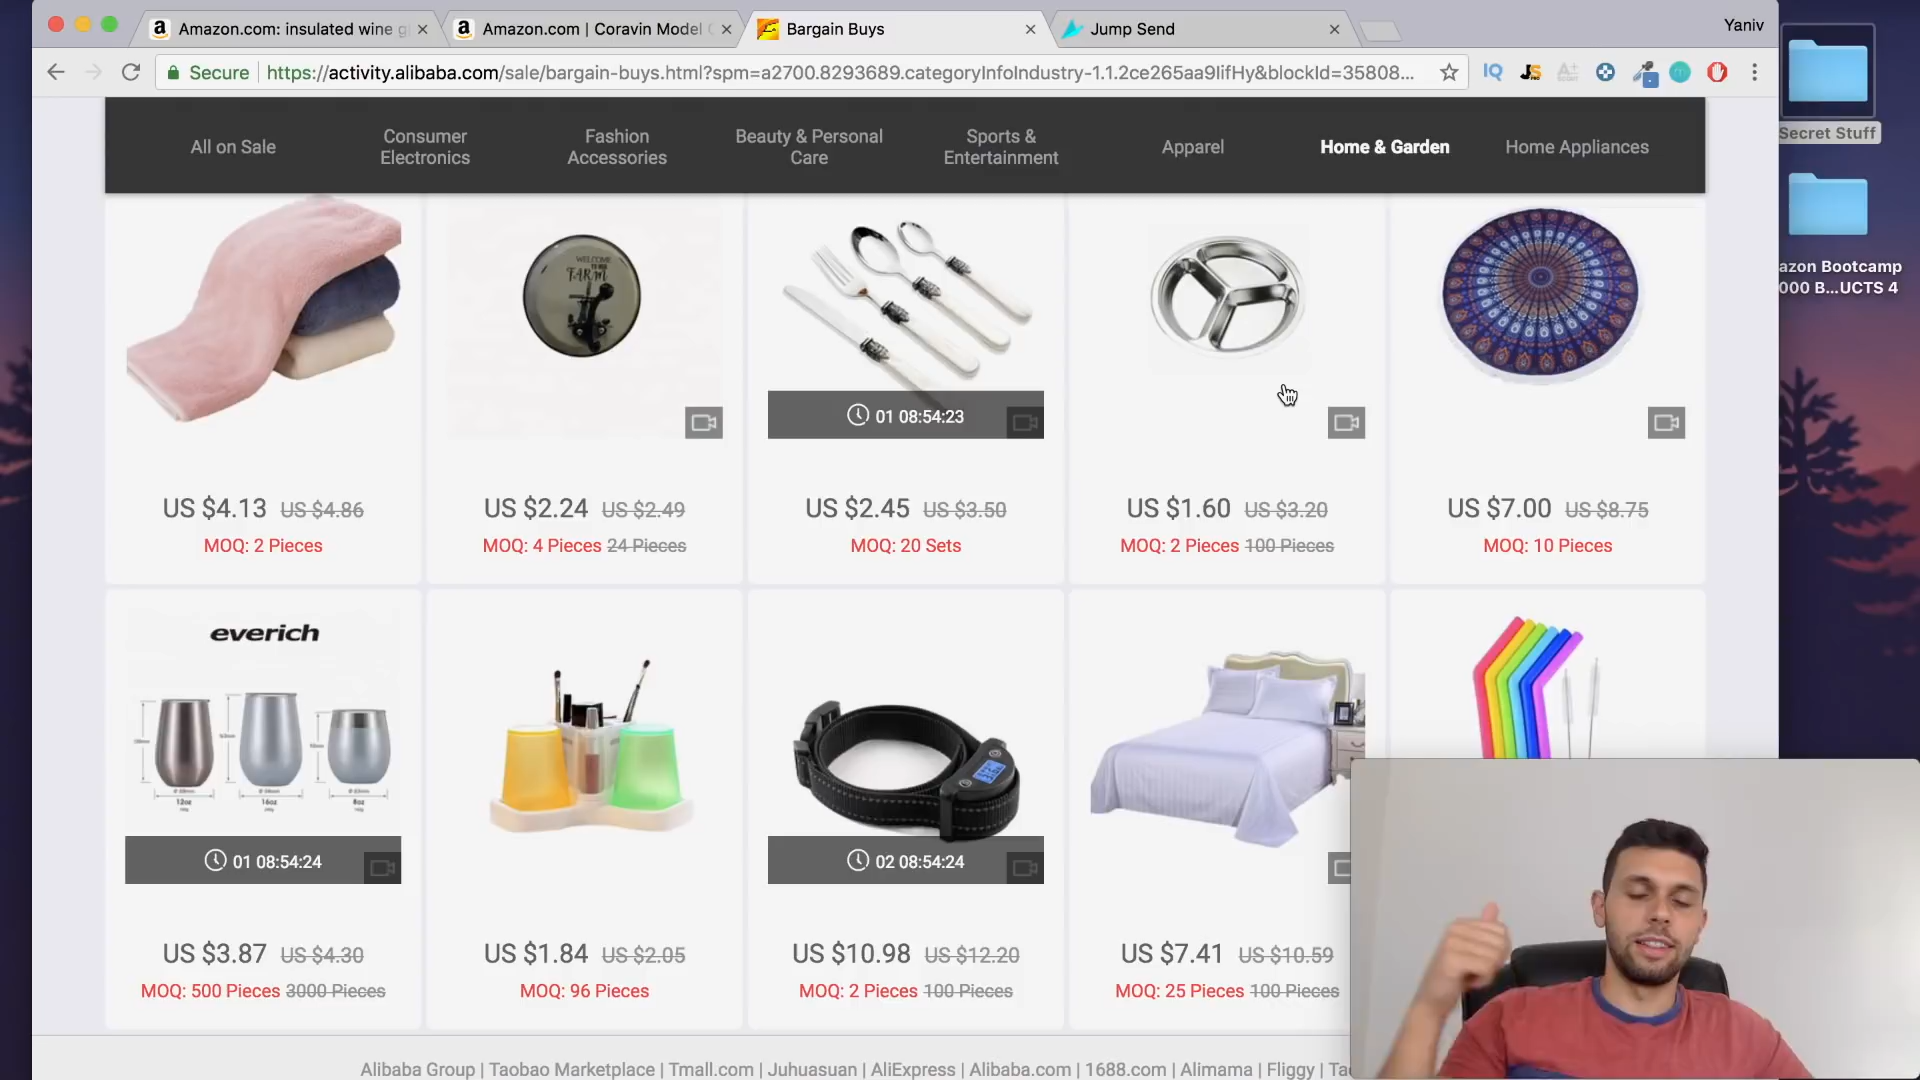 Amazon.com: insulated wine g
Amazon.com | Coravin Model
Bargain Buys
Jump Send
Yaniv
Secure
https://activity.alibaba.com/sale/bargain-buys.html?spm=a2700.8293689.categoryInfoIndustry-1.1.2ce265aa9IifHy&blockId=35808...
Secret Stuff
azon Bootcamp
000 B...UCTS 4
All on Sale
Consumer
Electronics
Fashion
Accessories
Beauty & Personal
Care
Sports &
Entertainment
Apparel
Home & Garden
Home Appliances
WELCOME
FARM
01 08:54:23
US $4.13 US $4.86
MOQ: 2 Pieces
US $2.24 US $2.49
MOQ: 4 Pieces 24 Pieces
US $2.45 US $3.50
MOQ: 20 Sets
US $1.60 US $3.20
MOQ: 2 Pieces 100 Pieces
US $7.00 US $8.75
MOQ: 10 Pieces
everich
12oz
16oz
8oz
01 08:54:24
02 08:54:24
US $3.87 US $4.30
MOQ: 500 Pieces 3000 Pieces
US $1.84 US $2.05
MOQ: 96 Pieces
US $10.98 US $12.20
MOQ: 2 Pieces 100 Pieces
US $7.41 US $10.59
MOQ: 25 Pieces 100 Pieces
Alibaba Group | Taobao Marketplace | Tmall.com | Juhuasuan | AliExpress | Alibaba.com | 1688.com | Alimama | Fliggy | Ta